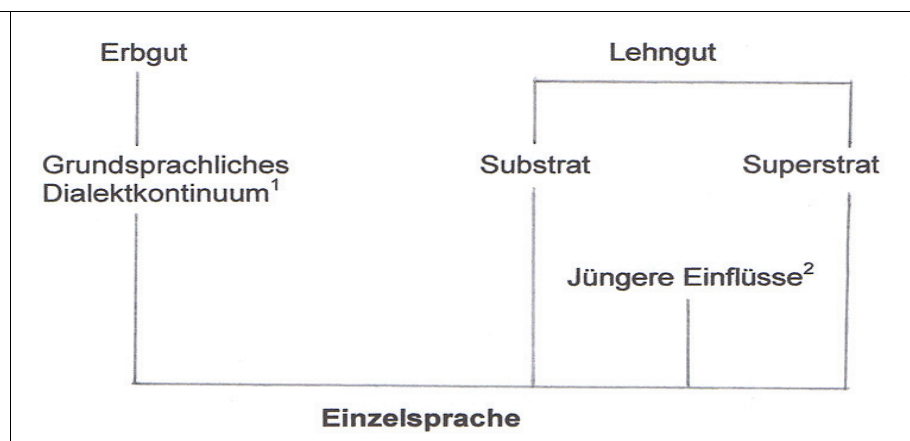 Erbgut
Lehngut
Grundsprachliches
Dialektkontinuum¹
Substrat
Superstrat
Jüngere Einflüsse²
Einzelsprache